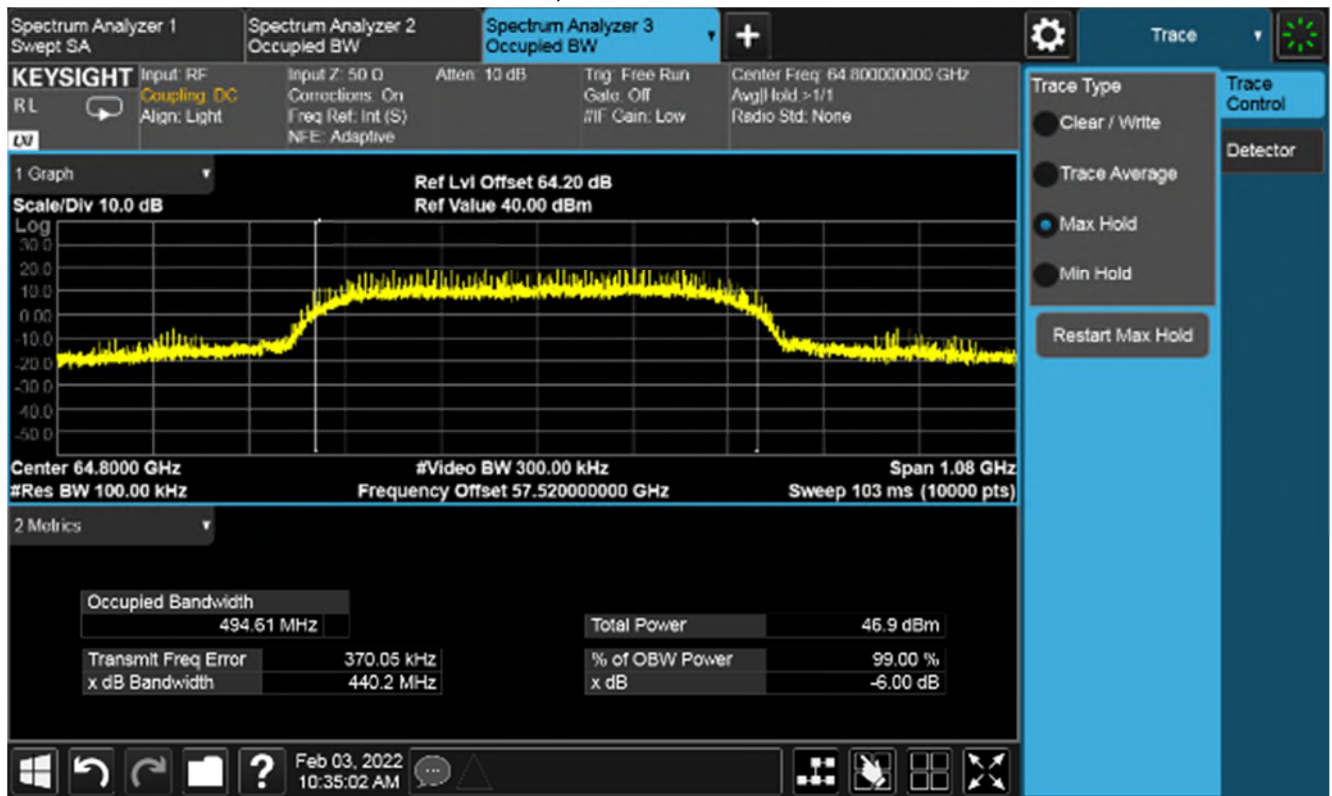 Spectrum Analyzer 1
Swept SA
Spectrum Analyzer 2
Occupied BW
Spectrum Analyzer 3
Occupied BW
Trace
KEYSIGHT
RL
LXI
Input: RF
Coupling: DC
Align: Light
Input Z: 50 Ω
Corrections: On
Freq Ref: Int (S)
NFE: Adaptive
Atten: 10 dB
Trig: Free Run
Gate: Off
#IF Gain: Low
Center Freq: 64.800000000 GHz
Avg|Hold:>1/1
Radio Std: None
Trace Type
Clear / Write
Trace Average
Max Hold
Min Hold
Restart Max Hold
Trace
Control
Detector
1 Graph
Scale/Div 10.0 dB
Ref Lvl Offset 64.20 dB
Ref Value 40.00 dBm
Log
30.0
20.0
10.0
0.00
-10.0
-20.0
-30.0
-40.0
-50.0
Center 64.8000 GHz
#Res BW 100.00 kHz
#Video BW 300.00 kHz
Frequency Offset 57.520000000 GHz
Span 1.08 GHz
Sweep 103 ms (10000 pts)
2 Metrics
Occupied Bandwidth
494.61 MHz
Total Power 46.9 dBm
Transmit Freq Error 370.05 kHz
% of OBW Power 99.00 %
x dB Bandwidth 440.2 MHz
x dB -6.00 dB
?
Feb 03, 2022
10:35:02 AM